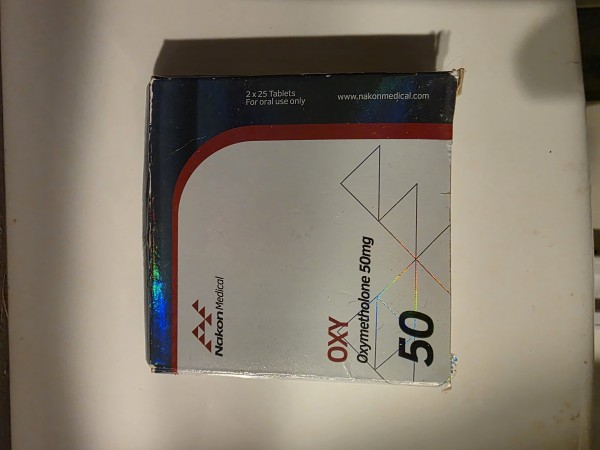 2 x 25 Tablets
For oral use only
www.nakonmedical.com
Nakon Medical
OXY
Oxymetholone 50mg
50